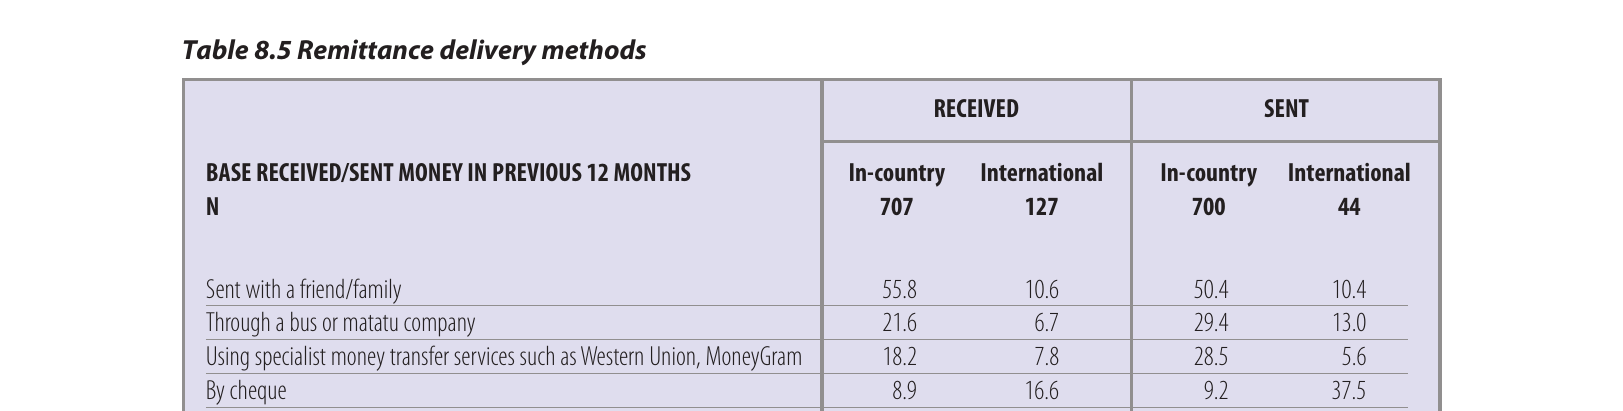 Table 8.5 Remittance delivery methods
RECEIVED SENT
BASE RECEIVED/SENT MONEY IN PREVIOUS 12 MONTHS In-country International In-country International
N 707 127 700 44
Sent with a friend/family 55.8 10.6 50.4 10.4
Through a bus or matatu company 21.6 6.7 29.4 13.0
Using specialist money transfer services such as Western Union, MoneyGram 18.2 7.8 28.5 5.6
By cheque 8.9 16.6 9.2 37.5